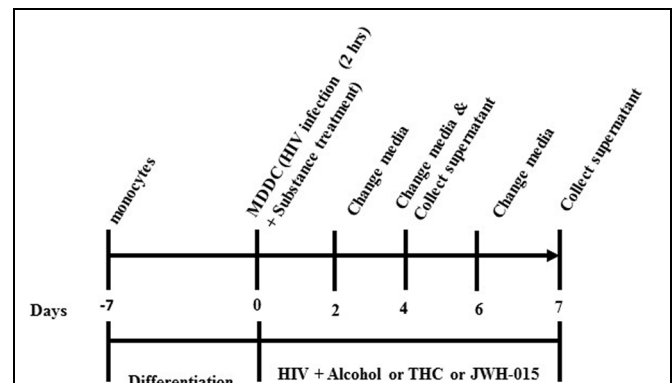 monocytes
MDDC (HIV infection (2 hrs)
+ Substance treatment)
Change media
Change media &
Collect supernatant
Change media
Collect supernatant
Days -7 0 2 4 6 7
Differentiation
HIV + Alcohol or THC or JWH-015